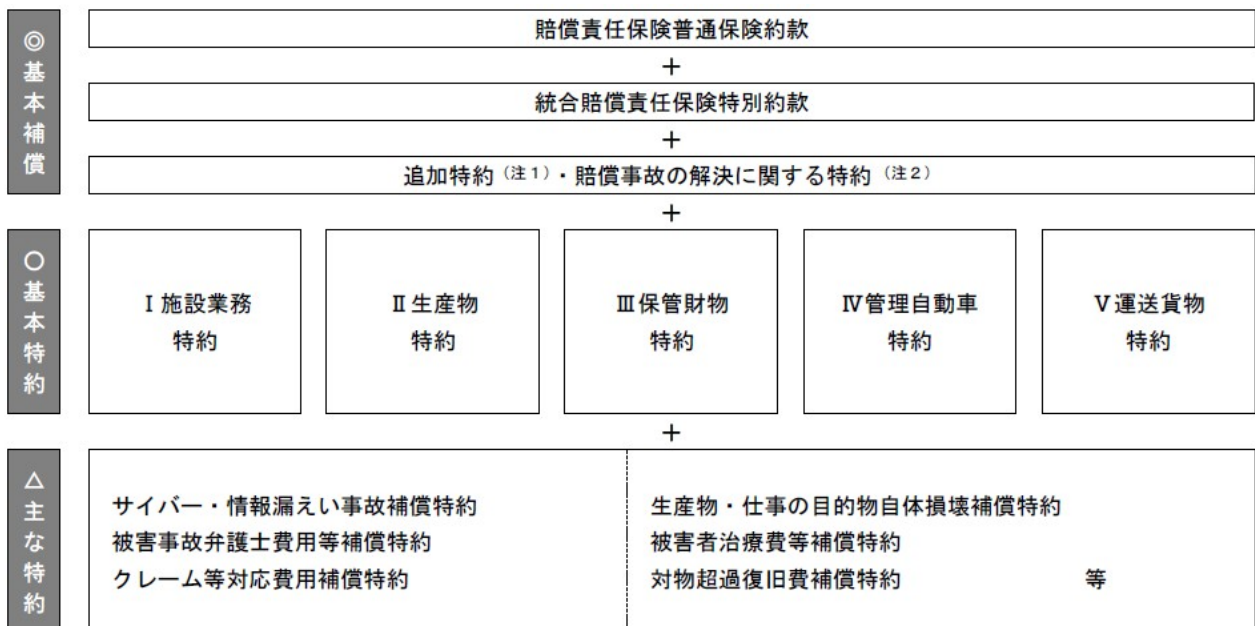 ◎基本補償
賠償責任保険普通保険約款
+
統合賠償責任保険特別約款
+
追加特約（注１）・賠償事故の解決に関する特約（注２）
+
○基本特約
Ⅰ施設業務
特約
Ⅱ生産物
特約
Ⅲ保管財物
特約
Ⅳ管理自動車
特約
Ⅴ運送貨物
特約
+
△主な特約
サイバー・情報漏えい事故補償特約
被害事故弁護士費用等補償特約
クレーム等対応費用補償特約
生産物・仕事の目的物自体損壊補償特約
被害者治療費等補償特約
対物超過復旧費補償特約 等